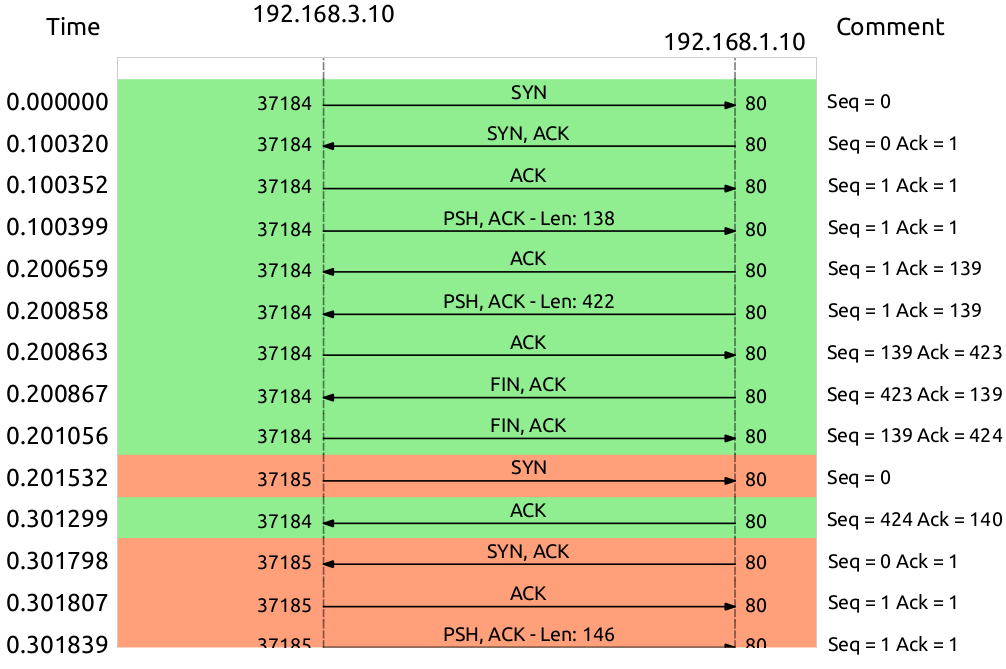 Time 192.168.3.10 192.168.1.10 Comment
0.000000 37184 SYN 80 Seq = 0
0.100320 37184 SYN, ACK 80 Seq = 0 Ack = 1
0.100352 37184 ACK 80 Seq = 1 Ack = 1
0.100399 37184 PSH, ACK - Len: 138 80 Seq = 1 Ack = 1
0.200659 37184 ACK 80 Seq = 1 Ack = 139
0.200858 37184 PSH, ACK - Len: 422 80 Seq = 1 Ack = 139
0.200863 37184 ACK 80 Seq = 139 Ack = 423
0.200867 37184 FIN, ACK 80 Seq = 423 Ack = 139
0.201056 37184 FIN, ACK 80 Seq = 139 Ack = 424
0.201532 37185 SYN 80 Seq = 0
0.301299 37184 ACK 80 Seq = 424 Ack = 140
0.301798 37185 SYN, ACK 80 Seq = 0 Ack = 1
0.301807 37185 ACK 80 Seq = 1 Ack = 1
0.301839 37185 PSH, ACK - Len: 146 80 Seq = 1 Ack = 1